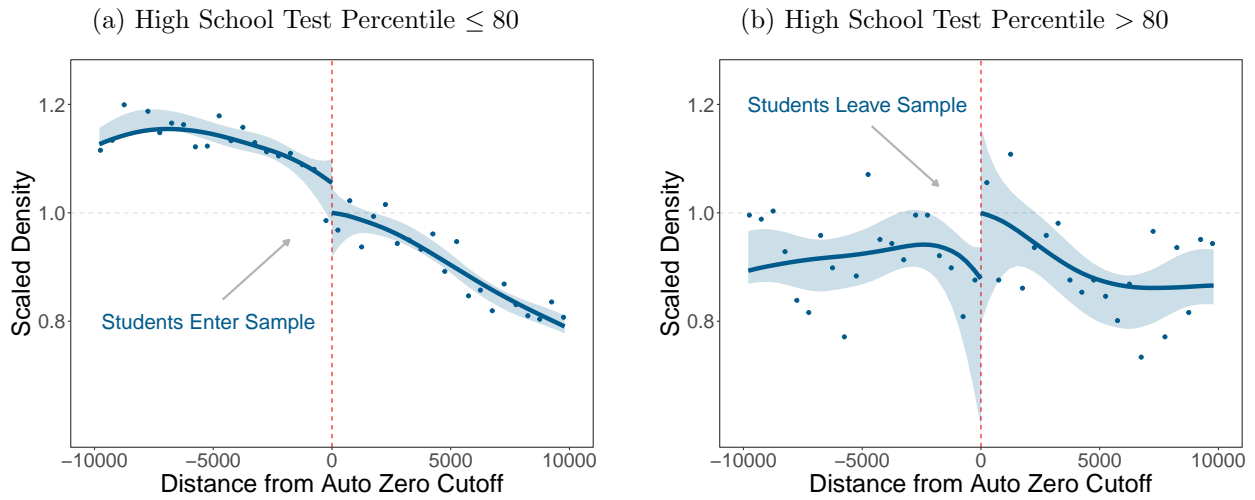 (a) High School Test Percentile ≤ 80
Scaled Density
1.2
1.0
0.8
Students Enter Sample
−10000 −5000 0 5000 10000
Distance from Auto Zero Cutoff
(b) High School Test Percentile > 80
Scaled Density
1.2
1.0
0.8
Students Leave Sample
−10000 −5000 0 5000 10000
Distance from Auto Zero Cutoff